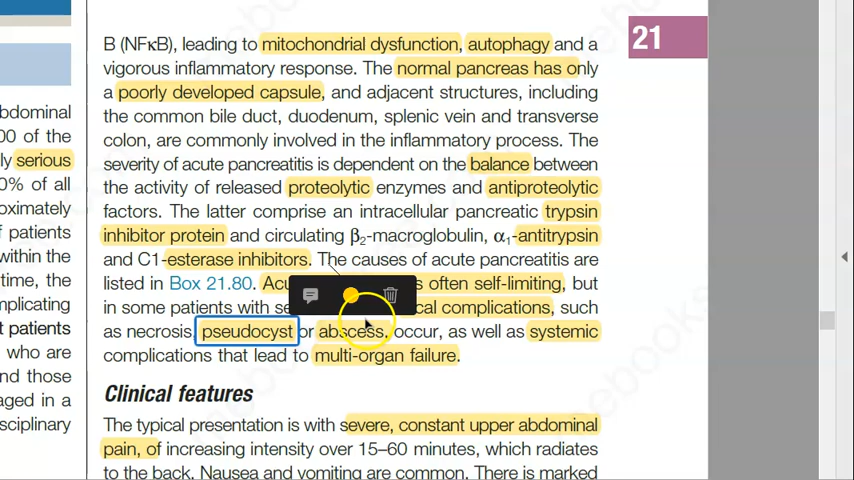 21
bdominal
00 of the
ly serious
0% of all
oximately
f patients
within the
time, the
mplicating
t patients
who are
nd those
aged in a
sciplinary
B (NFκB), leading to mitochondrial dysfunction, autophagy and a
vigorous inflammatory response. The normal pancreas has only
a poorly developed capsule, and adjacent structures, including
the common bile duct, duodenum, splenic vein and transverse
colon, are commonly involved in the inflammatory process. The
severity of acute pancreatitis is dependent on the balance between
the activity of released proteolytic enzymes and antiproteolytic
factors. The latter comprise an intracellular pancreatic trypsin
inhibitor protein and circulating β2-macroglobulin, α1-antitrypsin
and C1-esterase inhibitors. The causes of acute pancreatitis are
listed in Box 21.80. Acu s often self-limiting, but
in some patients with se cal complications, such
as necrosis, pseudocyst or abscess, occur, as well as systemic
complications that lead to multi-organ failure.
Clinical features
The typical presentation is with severe, constant upper abdominal
pain, of increasing intensity over 15–60 minutes, which radiates
to the back. Nausea and vomiting are common. There is marked